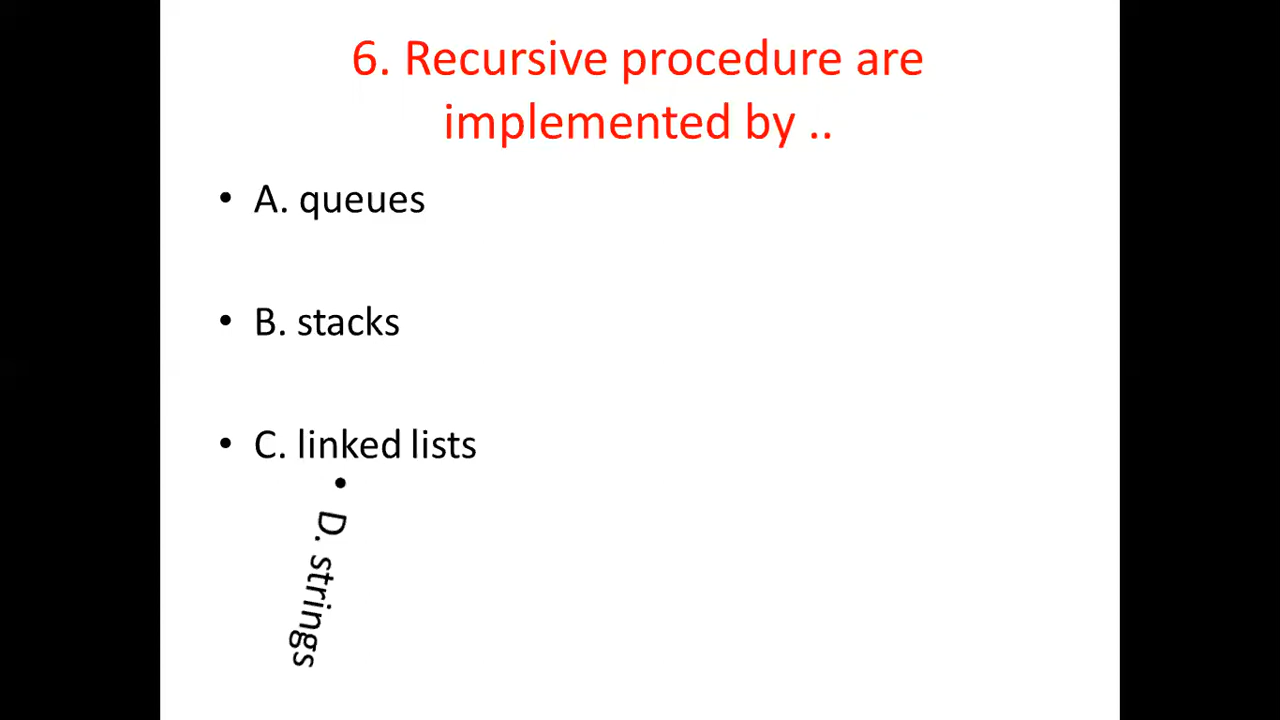 6. Recursive procedure are
implemented by ..
• A. queues
• B. stacks
• C. linked lists
• D. strings